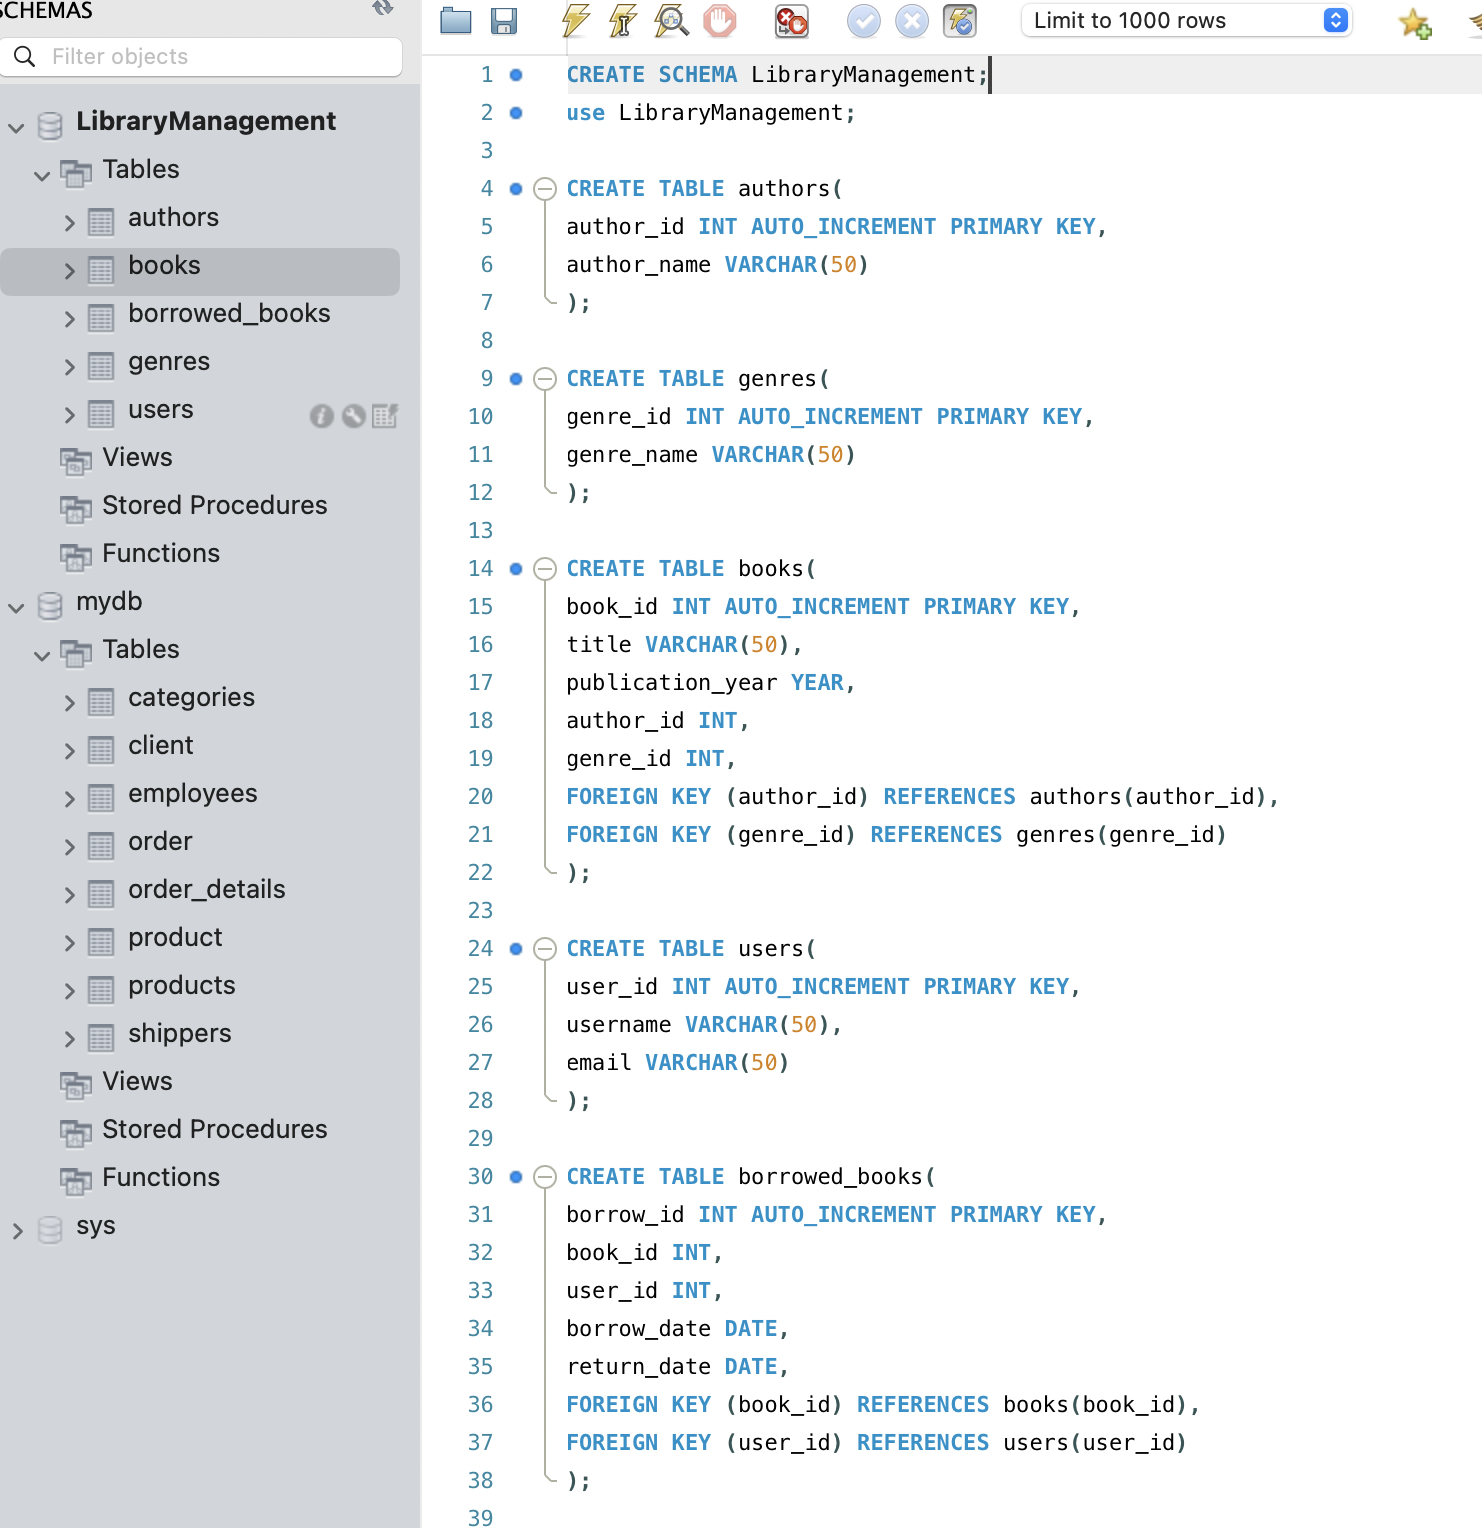 SCHEMAS
Filter objects
LibraryManagement
Tables
authors
books
borrowed_books
genres
users
Views
Stored Procedures
Functions
mydb
Tables
categories
client
employees
order
order_details
product
products
shippers
Views
Stored Procedures
Functions
sys
Limit to 1000 rows
1 CREATE SCHEMA LibraryManagement;
2 use LibraryManagement;
3
4 CREATE TABLE authors(
5 author_id INT AUTO_INCREMENT PRIMARY KEY,
6 author_name VARCHAR(50)
7 );
8
9 CREATE TABLE genres(
10 genre_id INT AUTO_INCREMENT PRIMARY KEY,
11 genre_name VARCHAR(50)
12 );
13
14 CREATE TABLE books(
15 book_id INT AUTO_INCREMENT PRIMARY KEY,
16 title VARCHAR(50),
17 publication_year YEAR,
18 author_id INT,
19 genre_id INT,
20 FOREIGN KEY (author_id) REFERENCES authors(author_id),
21 FOREIGN KEY (genre_id) REFERENCES genres(genre_id)
22 );
23
24 CREATE TABLE users(
25 user_id INT AUTO_INCREMENT PRIMARY KEY,
26 username VARCHAR(50),
27 email VARCHAR(50)
28 );
29
30 CREATE TABLE borrowed_books(
31 borrow_id INT AUTO_INCREMENT PRIMARY KEY,
32 book_id INT,
33 user_id INT,
34 borrow_date DATE,
35 return_date DATE,
36 FOREIGN KEY (book_id) REFERENCES books(book_id),
37 FOREIGN KEY (user_id) REFERENCES users(user_id)
38 );
39